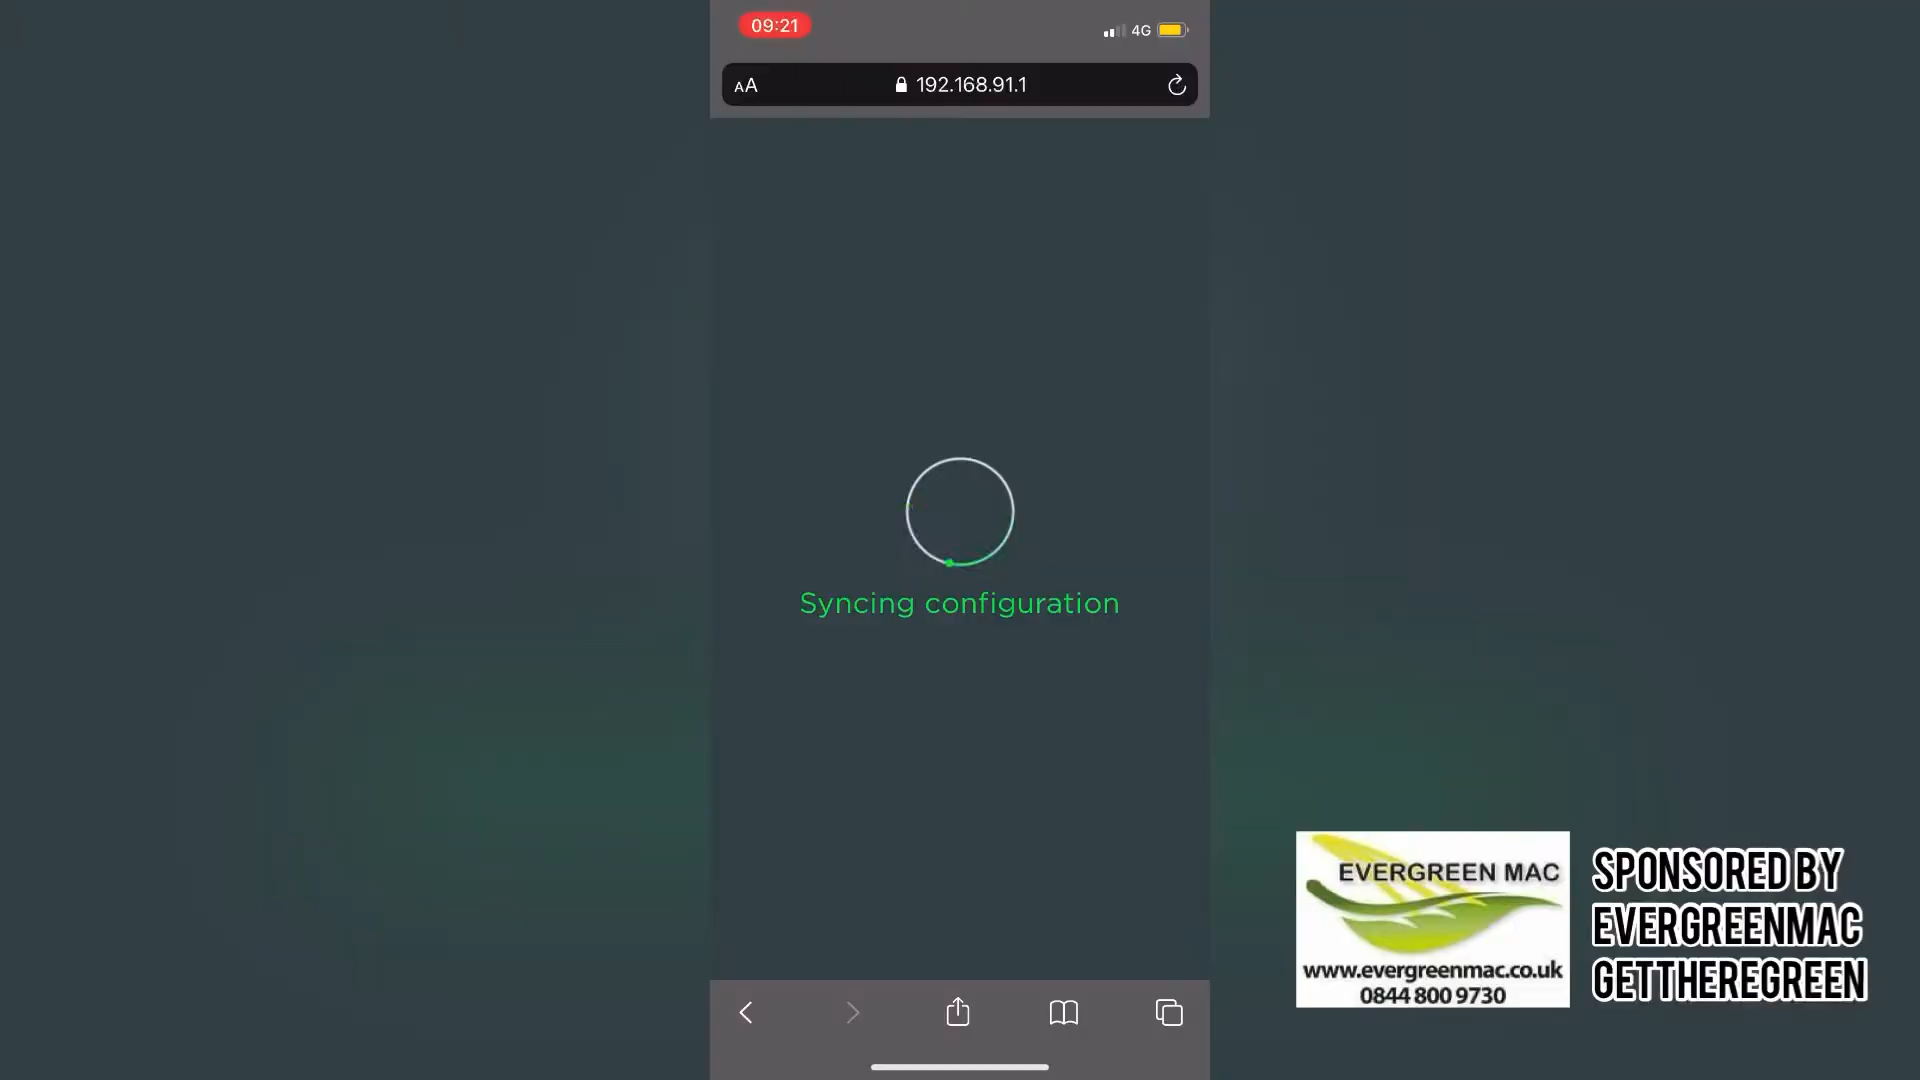 09:21
4G
AA
192.168.91.1
Syncing configuration
EVERGREEN MAC
www.evergreenmac.co.uk
0844 800 9730
SPONSORED BY
EVERGREENMAC
GETTHEREGREEN